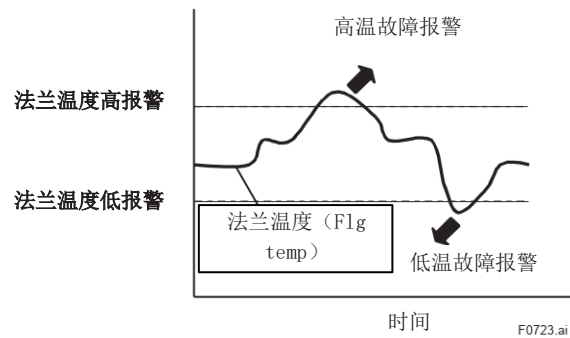 高温故障报警
法兰温度高报警
法兰温度低报警
法兰温度（Flg
temp）
低温故障报警
时间
F0723.ai